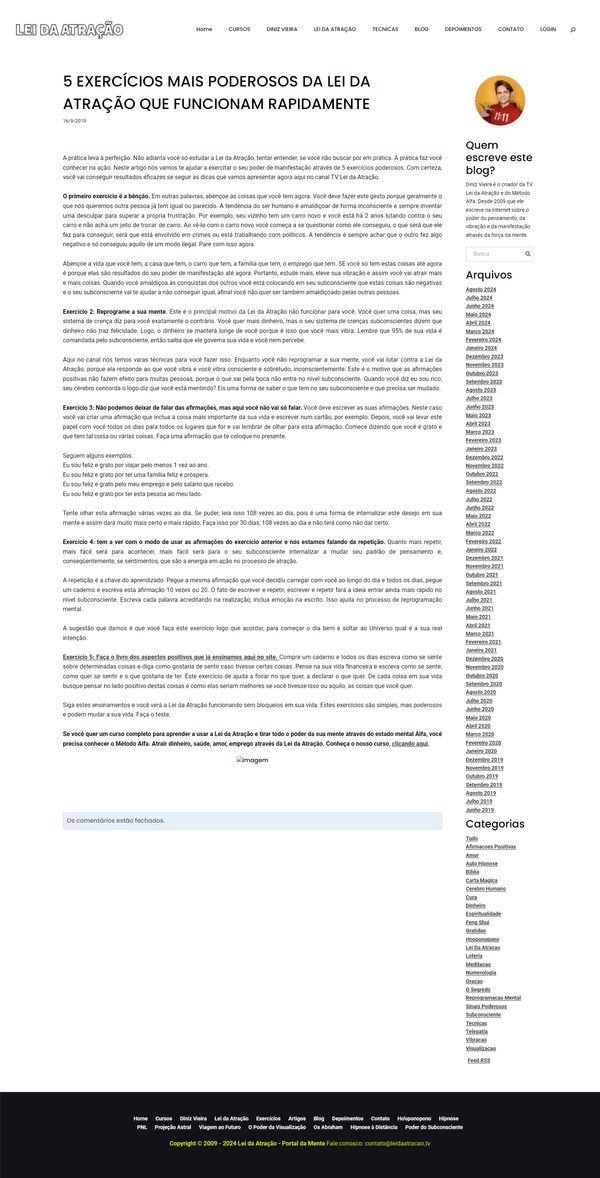 LEI DA ATRAÇÃO
Home CURSOS DINIZ VIEIRA LEI DA ATRAÇÃO TECNICAS BLOG DEPOIMENTOS CONTATO LOGIN
5 EXERCÍCIOS MAIS PODEROSOS DA LEI DA
ATRAÇÃO QUE FUNCIONAM RAPIDAMENTE
16/9/2019
A prática leva à perfeição. Não adianta você só estudar a Lei da Atração, tentar entender, se você não buscar pôr em prática. A prática faz você
conhecer na ação. Neste artigo nós vamos te ajudar a exercitar o seu poder de manifestação através de 5 exercícios poderosos. Com certeza,
você vai conseguir resultados eficazes se seguir as dicas que vamos apresentar agora aqui no canal TV Lei da Atração.
O primeiro exercício é a bênção. Em outras palavras, abençoe as coisas que você tem agora. Você deve fazer este gesto porque geralmente o
que nós queremos outra pessoa já tem igual ou parecido. A tendência do ser humano é amaldiçoar de forma inconsciente e sempre inventar
uma desculpa para superar a própria frustração. Por exemplo, seu vizinho tem um carro novo e você está há 2 anos lutando contra o seu
carro e não acha um jeito de trocar de carro. Ao vê-lo com o carro novo você começa a se questionar como ele conseguiu, o que será que ele
fez para conseguir, será que está envolvido em crimes ou está trabalhando com políticos. A tendência é sempre achar que o outro fez algo
negativo e só conseguiu aquilo de um modo ilegal. Pare com isso agora.
Abençoe a vida que você tem, a casa que tem, o carro que tem, a família que tem, o emprego que tem. SE você só tem estas coisas até agora
é porque elas são resultados do seu poder de manifestação até agora. Portanto, estude mais, eleve sua vibração e assim você vai atrair mais
e mais coisas. Quando você amaldiçoa as conquistas dos outros você está colocando em seu subconsciente que estas coisas são negativas
e o seu subconsciente vai te ajudar a não conseguir igual, afinal você não quer ser também amaldiçoado pelas outras pessoas.
Exercício 2: Reprograme a sua mente. Este é o principal motivo da Lei da Atração não funcionar para você. Você quer uma coisa, mas seu
sistema de crença diz para você exatamente o contrário. Você quer mais dinheiro, mas o seu sistema de crenças subconscientes dizem que
dinheiro não traz felicidade. Logo, o dinheiro se manterá longe de você porque é isso que você mais vibra. Lembre que 95% de sua vida é
comandada pelo subconsciente, então saiba que ele governa sua vida e você nem percebe.
Aqui no canal nós temos varas técnicas para você fazer isso. Enquanto você não reprogramar a sua mente, você vai lutar contra a Lei da
Atração, porque ela responde ao que você vibra e você vibra consciente e sobretudo, inconscientemente. Este é o motivo que as afirmações
positivas não fazem efeito para muitas pessoas, porque o que sai pela boca não entra no nível subconsciente. Quando você diz eu sou rico,
seu cérebro concorda o logo diz que você está mentindo? Eis uma forma de saber o que tem no seu subconsciente e que precisa ser mudado.
Exercício 3: Não podemos deixar de falar das afirmações, mas aqui você não vai só falar. Você deve escrever as suas afirmações. Neste caso
você vai criar uma afirmação que inclua a coisa mais importante da sua vida e escrever num cartão, por exemplo. Depois, você vai levar este
papel com você todos os dias para todos os lugares que for e vai lembrar de olhar para esta afirmação. Comece dizendo que você é grato e
que tem tal coisa ou várias coisas. Faça uma afirmação que te coloque no presente.
Seguem alguns exemplos:
Eu sou feliz e grato por viajar pelo menos 1 vez ao ano.
Eu sou feliz e grato por ter uma família feliz e próspera.
Eu sou feliz e grato pelo meu emprego e pelo salário que recebo.
Eu sou feliz e grato por ter esta pessoa ao meu lado.
Tente olhar esta afirmação várias vezes ao dia. Se puder, leia isso 108 vezes ao dia, pois é uma forma de internalizar este desejo em sua
mente e assim dará muito mais certo e mais rápido. Faça isso por 30 dias, 108 vezes ao dia e não terá como não dar certo.
Exercício 4: tem a ver com o modo de usar as afirmações do exercício anterior e nós estamos falando da repetição. Quanto mais repetir,
mais fácil será para acontecer, mais fácil será para o seu subconsciente internalizar a mudar seu padrão de pensamento e,
conseqüentemente, se sentimentos, que são a energia em ação no processo de atração.
A repetição é a chave do aprendizado. Pegue a mesma afirmação que você decidiu carregar com você ao longo do dia e todos os dias, pegue
um caderno e escreva esta afirmação 10 vezes ou 20. O fato de escrever e repetir, escrever e repetir fará a ideia entrar ainda mais rápido no
nível subconsciente. Escreva cada palavra acreditando na realização, inclua emoção na escrito. Isso ajuda no processo de reprogramação
mental.
A sugestão que damos é que você faça este exercício logo que acordar, para começar o dia bem e soltar ao Universo qual é a sua real
intenção.
Exercício 5: Faça o livro dos aspectos positivos que já ensinamos aqui no site. Compre um caderno e todos os dias escreva como se sente
sobre determinadas coisas e diga como gostaria de sentir caso tivesse certas coisas. Pense na sua vida financeira e escreva como se sente,
como quer se sentir e o que gostaria de ter. Este exercício de ajuda a focar no que quer, a declarar o que quer. De cada coisa em sua vida
busque pensar no lado positivo destas coisas e como elas seriam melhores se você tivesse isso ou aquilo, as coisas que você quer.
Siga estes ensinamentos e você verá a Lei da Atração funcionando sem bloqueios em sua vida. Estes exercícios são simples, mas poderosos
e podem mudar a sua vida. Faça o teste.
Se você quer um curso completo para aprender a usar a Lei da Atração e tirar todo o poder da sua mente através do estado mental Alfa, você
precisa conhecer o Método Alfa. Atrair dinheiro, saúde, amor, emprego através da Lei da Atração. Conheça o nosso curso, clicando aqui.
Imagem
Os comentários estão fechados.
11:11
Quem
escreve este
blog?
Diniz Vieira é o criador da TV
Lei da Atração e do Método
Alfa. Desde 2009 que ele
escreve na internet sobre o
poder do pensamento, da
vibração e da manifestação
através da força da mente.
Busca
Arquivos
Agosto 2024
Julho 2024
Junho 2024
Maio 2024
Abril 2024
Março 2024
Fevereiro 2024
Janeiro 2024
Dezembro 2023
Novembro 2023
Outubro 2023
Setembro 2023
Agosto 2023
Julho 2023
Junho 2023
Maio 2023
Abril 2023
Março 2023
Fevereiro 2023
Janeiro 2023
Dezembro 2022
Novembro 2022
Outubro 2022
Setembro 2022
Agosto 2022
Julho 2022
Junho 2022
Maio 2022
Abril 2022
Março 2022
Fevereiro 2022
Janeiro 2022
Dezembro 2021
Novembro 2021
Outubro 2021
Setembro 2021
Agosto 2021
Julho 2021
Junho 2021
Maio 2021
Abril 2021
Março 2021
Fevereiro 2021
Janeiro 2021
Dezembro 2020
Novembro 2020
Outubro 2020
Setembro 2020
Agosto 2020
Julho 2020
Junho 2020
Maio 2020
Abril 2020
Março 2020
Fevereiro 2020
Janeiro 2020
Dezembro 2019
Novembro 2019
Outubro 2019
Setembro 2019
Agosto 2019
Julho 2019
Junho 2019
Categorias
Tudo
Afirmacoes Positivas
Amor
Auto Hipnose
Biblia
Carta Magica
Cerebro Humano
Cura
Dinheiro
Espiritualidade
Feng Shui
Gratidao
Hooponopono
Lei Da Atracao
Loteria
Meditacao
Numerologia
Oracao
O Segredo
Reprogramacao Mental
Sinais Poderosos
Subconsciente
Tecnicas
Telepatia
Vibracao
Visualizacao
Feed RSS
Home Cursos Diniz Vieira Lei da Atração Exercícios Artigos Blog Depoimentos Contato Ho'oponopono Hipnose
PNL Projeção Astral Viagem ao Futuro O Poder da Visualização Os Abraham Hipnose à Distância Poder do Subconsciente
Copyright © 2009 - 2024 Lei da Atração - Portal da Mente Fale conosco: contato@leidaatracao.tv